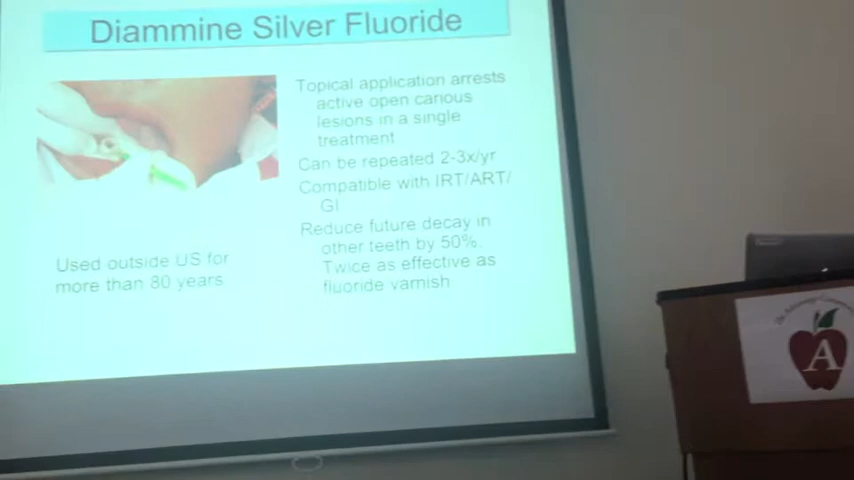 Diammine Silver Fluoride
Topical application arrests
active open carious
lesions in a single
treatment
Can be repeated 2-3x/yr
Compatible with IRT/ART/
GI
Reduce future decay in
other teeth by 50%.
Twice as effective as
fluoride varnish
Used outside US for
more than 80 years
A